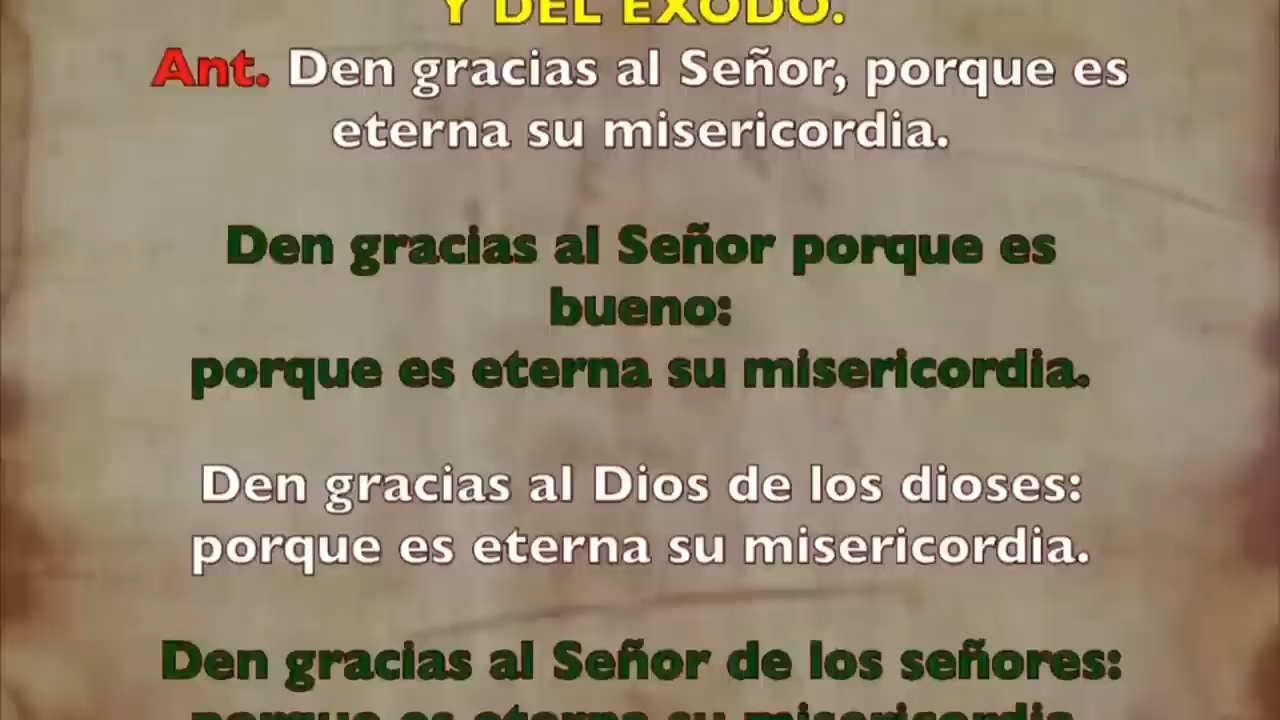 Y DEL EXODO.
Ant. Den gracias al Señor, porque es
eterna su misericordia.
Den gracias al Señor porque es
bueno:
porque es eterna su misericordia.
Den gracias al Dios de los dioses:
porque es eterna su misericordia.
Den gracias al Señor de los señores:
porque es eterna su misericordia.